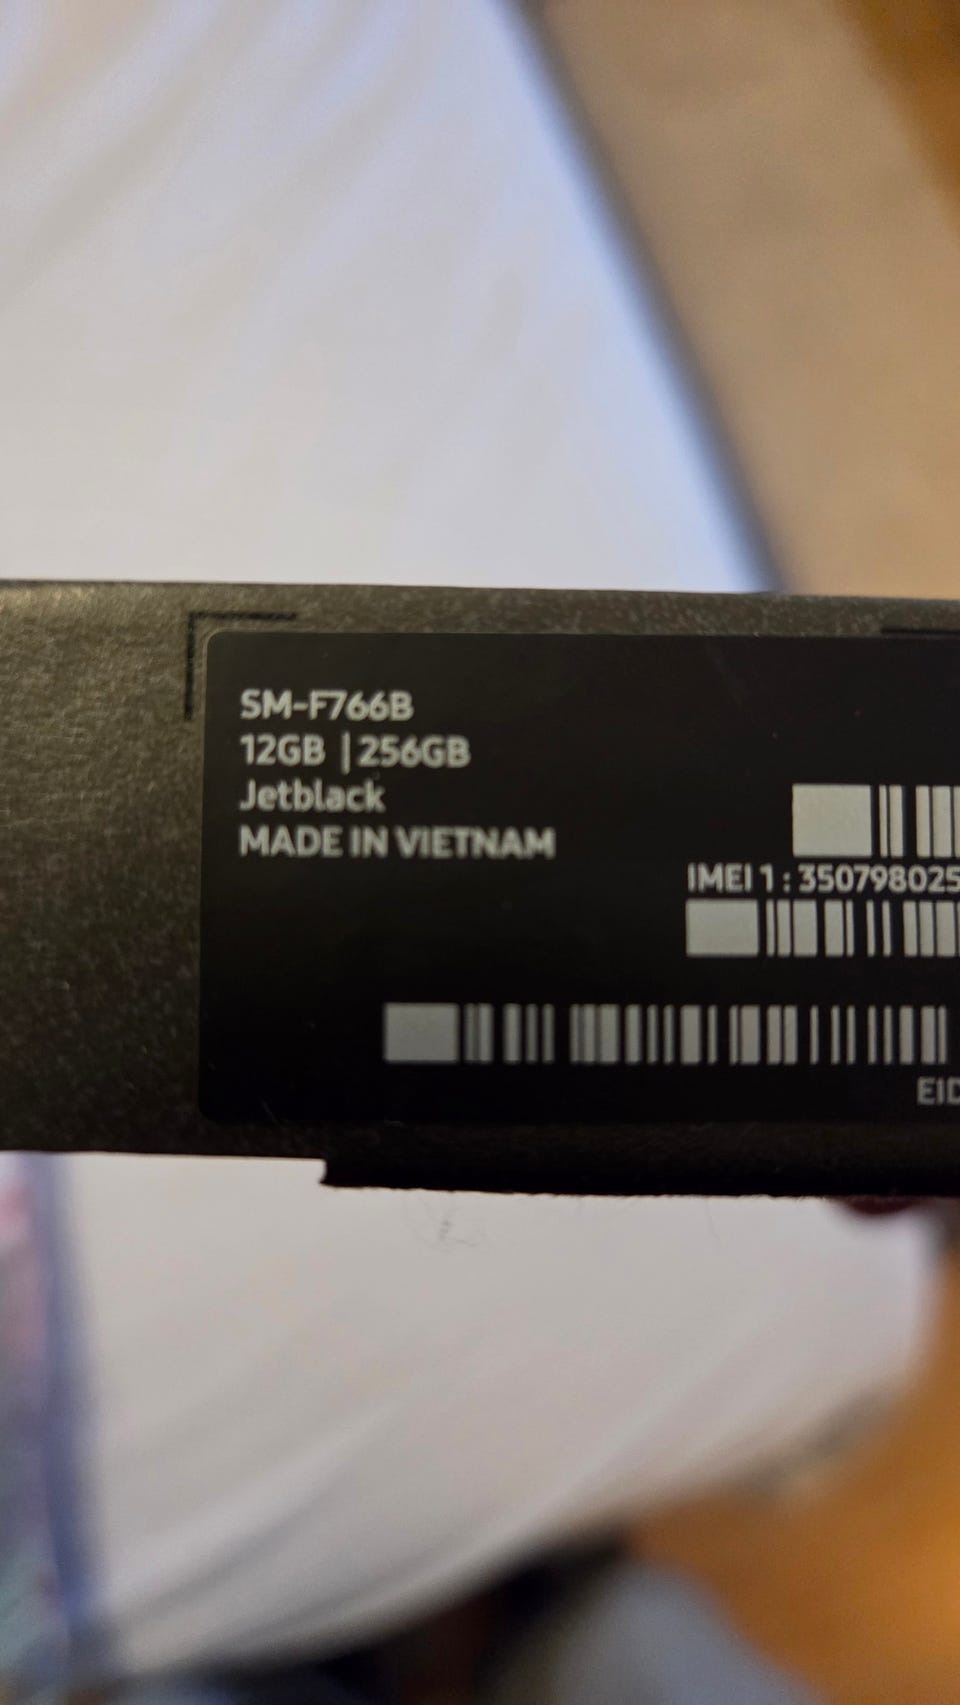 SM-F766B
12GB | 256GB
Jetblack
MADE IN VIETNAM
IMEI 1 : 350798025
EID